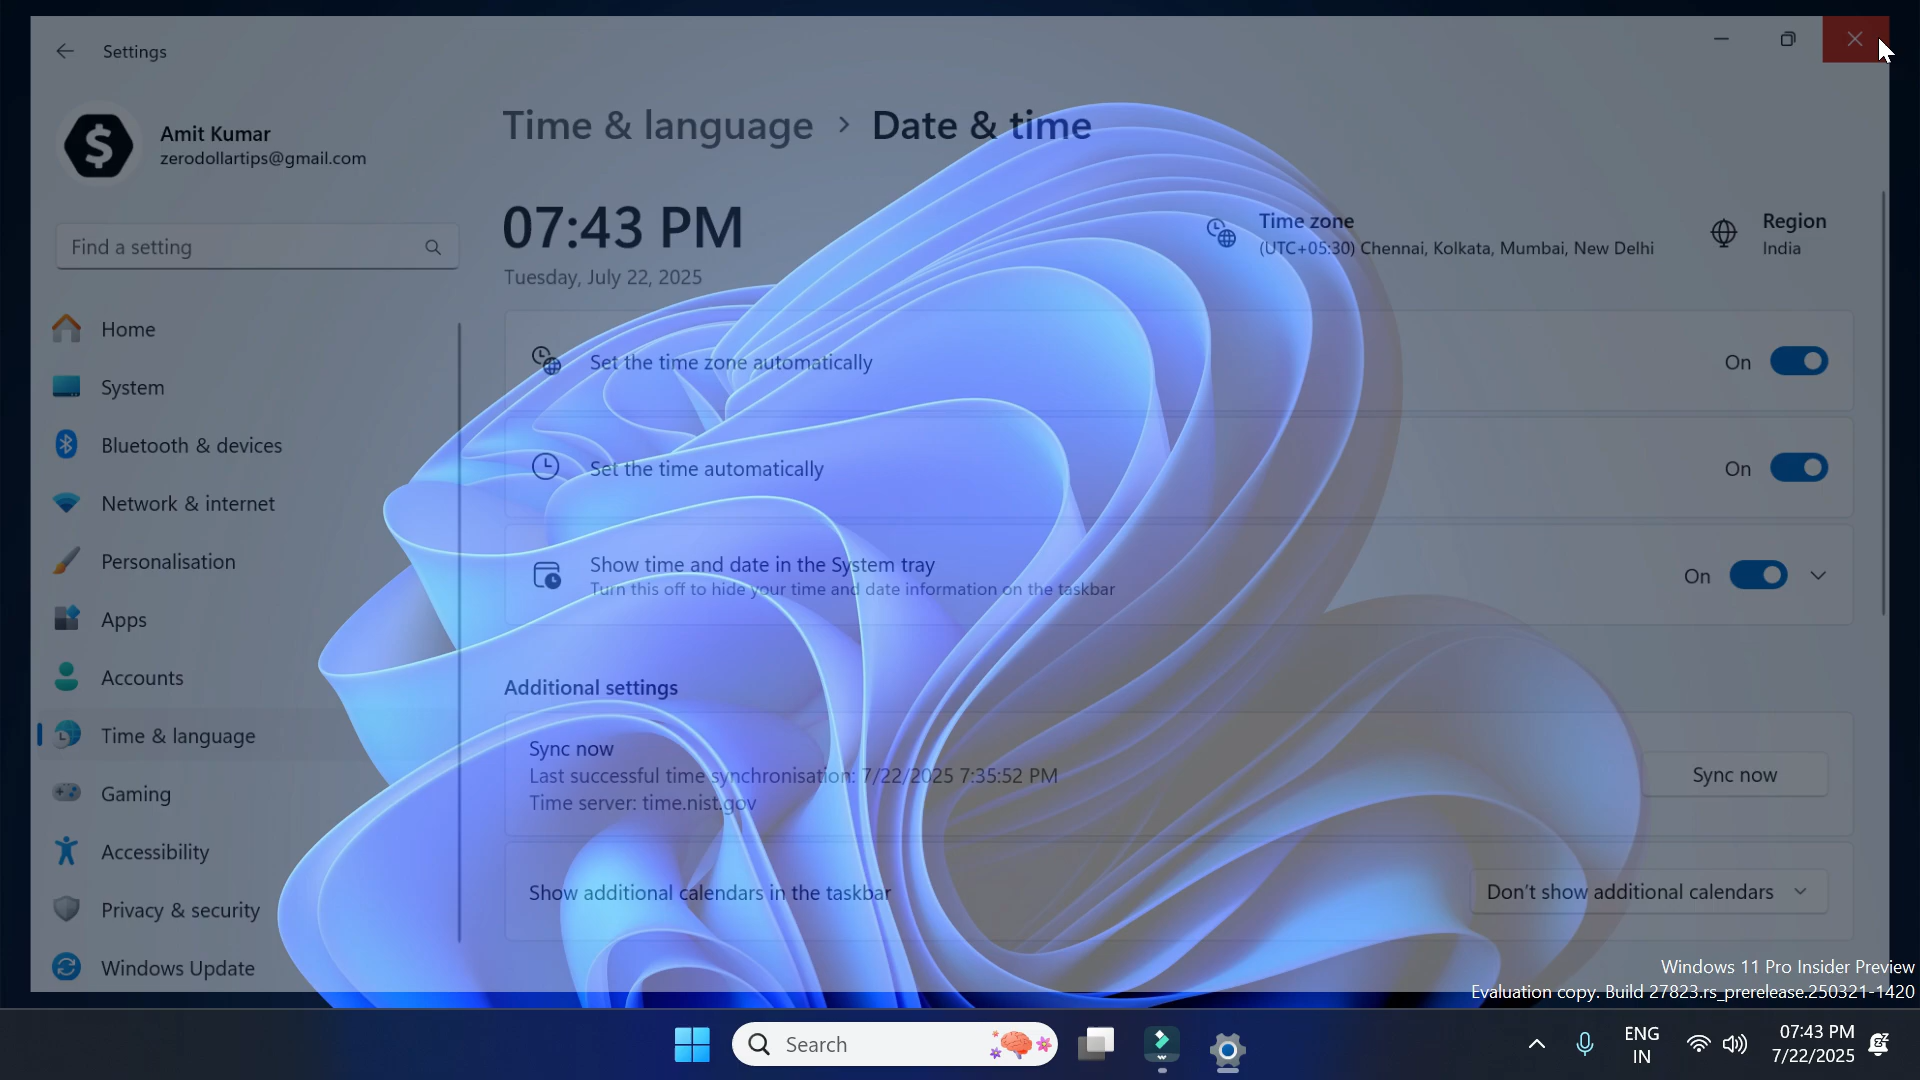 Settings
Amit Kumar
zerodollartips@gmail.com
Find a setting
Home
System
Bluetooth & devices
Network & internet
Personalisation
Apps
Accounts
Time & language
Gaming
Accessibility
Privacy & security
Windows Update
Time & language > Date & time
07:43 PM
Tuesday, July 22, 2025
Time zone
(UTC+05:30) Chennai, Kolkata, Mumbai, New Delhi
Region
India
Set the time zone automatically On
Set the time automatically On
Show time and date in the System tray
Turn this off to hide your time and date information on the taskbar
On
Additional settings
Sync now
Last successful time synchronisation: 7/22/2025 7:35:52 PM
Time server: time.nist.gov
Sync now
Show additional calendars in the taskbar Don't show additional calendars
Windows 11 Pro Insider Preview
Evaluation copy. Build 27823.rs_prerelease.250321-1420
Search
ENG
IN
07:43 PM
7/22/2025